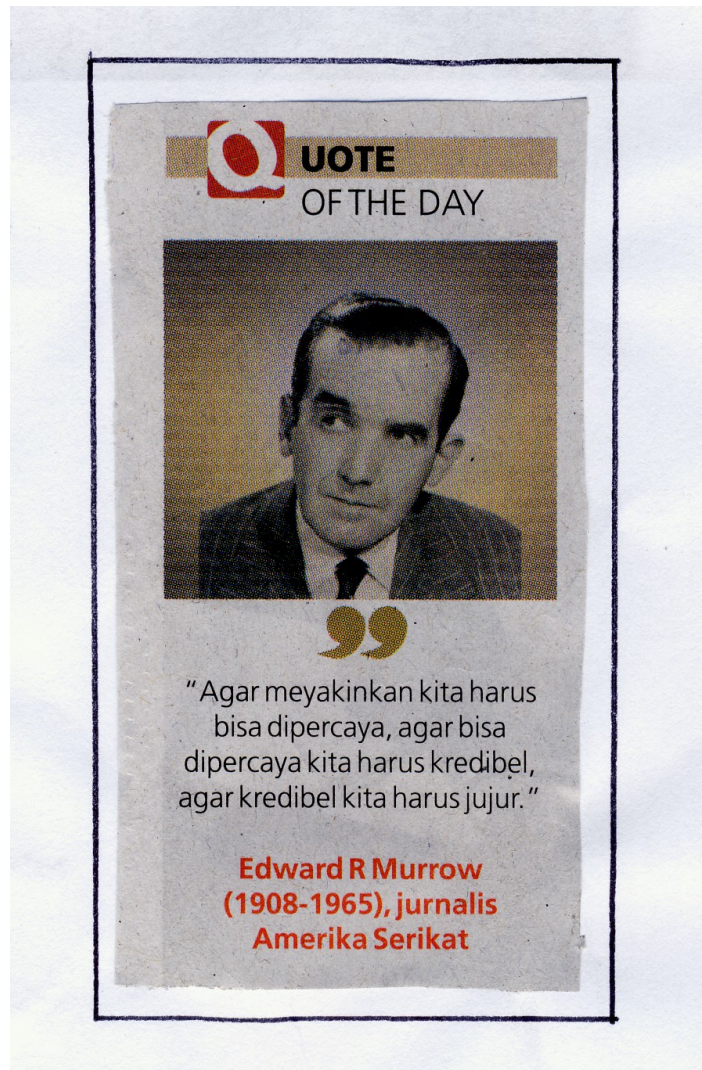 QUOTE
OF THE DAY
“Agar meyakinkan kita harus
bisa dipercaya, agar bisa
dipercaya kita harus kredibel,
agar kredibel kita harus jujur.”
Edward R Murrow
(1908-1965), jurnalis
Amerika Serikat